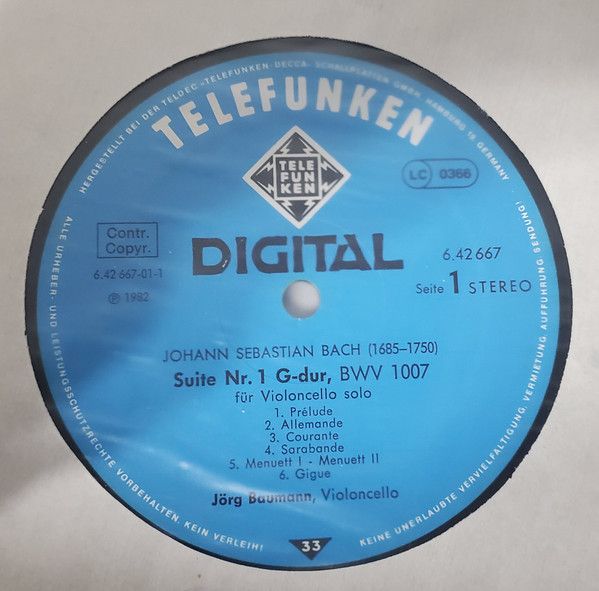 HERGESTELLT BEI DER TELDEC »TELEFUNKEN-DECCA« SCHALLPLATTEN GMBH, HAMBURG 19 GERMANY
TELEFUNKEN
TELE
FUN
KEN
LC 0366
DIGITAL
Contr.
Copyr.
6.42 667-01-1
℗ 1982
6.42 667
Seite 1 STEREO
JOHANN SEBASTIAN BACH (1685–1750)
Suite Nr. 1 G-dur, BWV 1007
für Violoncello solo
1. Prélude
2. Allemande
3. Courante
4. Sarabande
5. Menuett I - Menuett II
6. Gigue
Jörg Baumann, Violoncello
33
ALLE URHEBER- UND LEISTUNGSSCHUTZRECHTE VORBEHALTEN. KEIN VERLEIH!
KEINE UNERLAUBTE VERVIELFÄLTIGUNG, VERMIETUNG, AUFFÜHRUNG, SENDUNG!